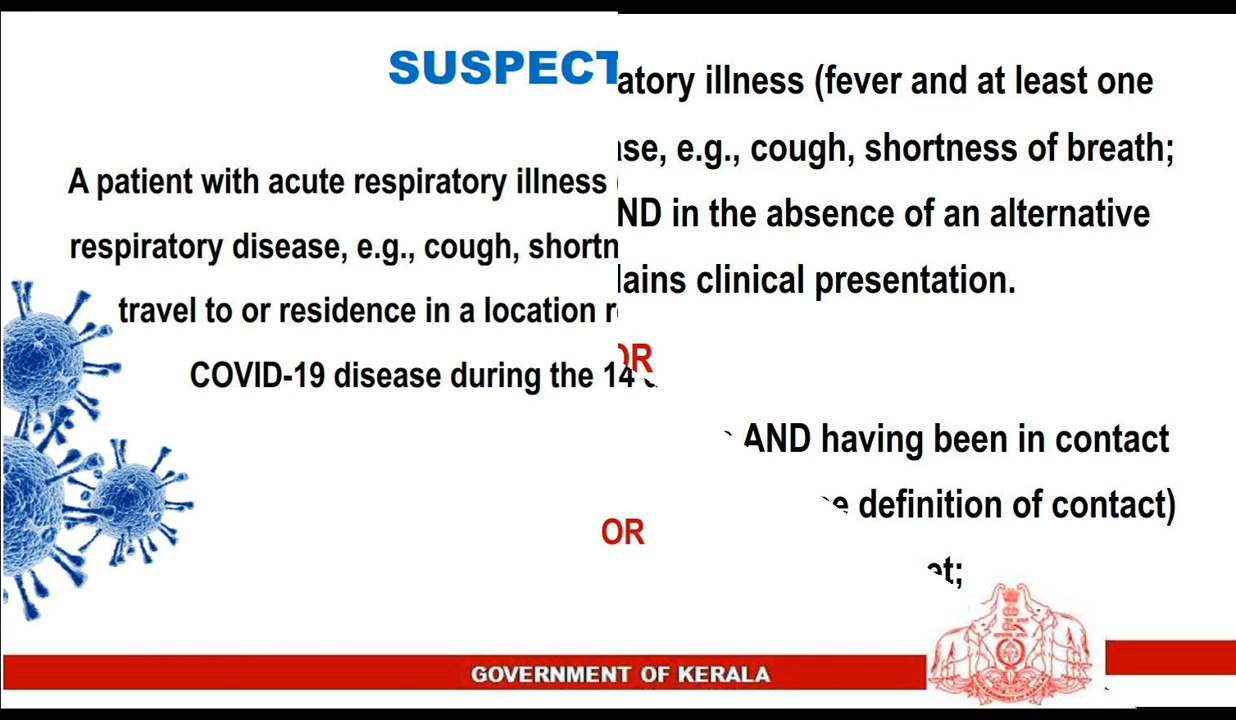 SUSPECT
atory illness (fever and at least one
ase, e.g., cough, shortness of breath;
ND in the absence of an alternative
lains clinical presentation.
OR
AND having been in contact
definition of contact)
et;
A patient with acute respiratory illness
respiratory disease, e.g., cough, shortn
travel to or residence in a location r
COVID-19 disease during the 14
OR
GOVERNMENT OF KERALA